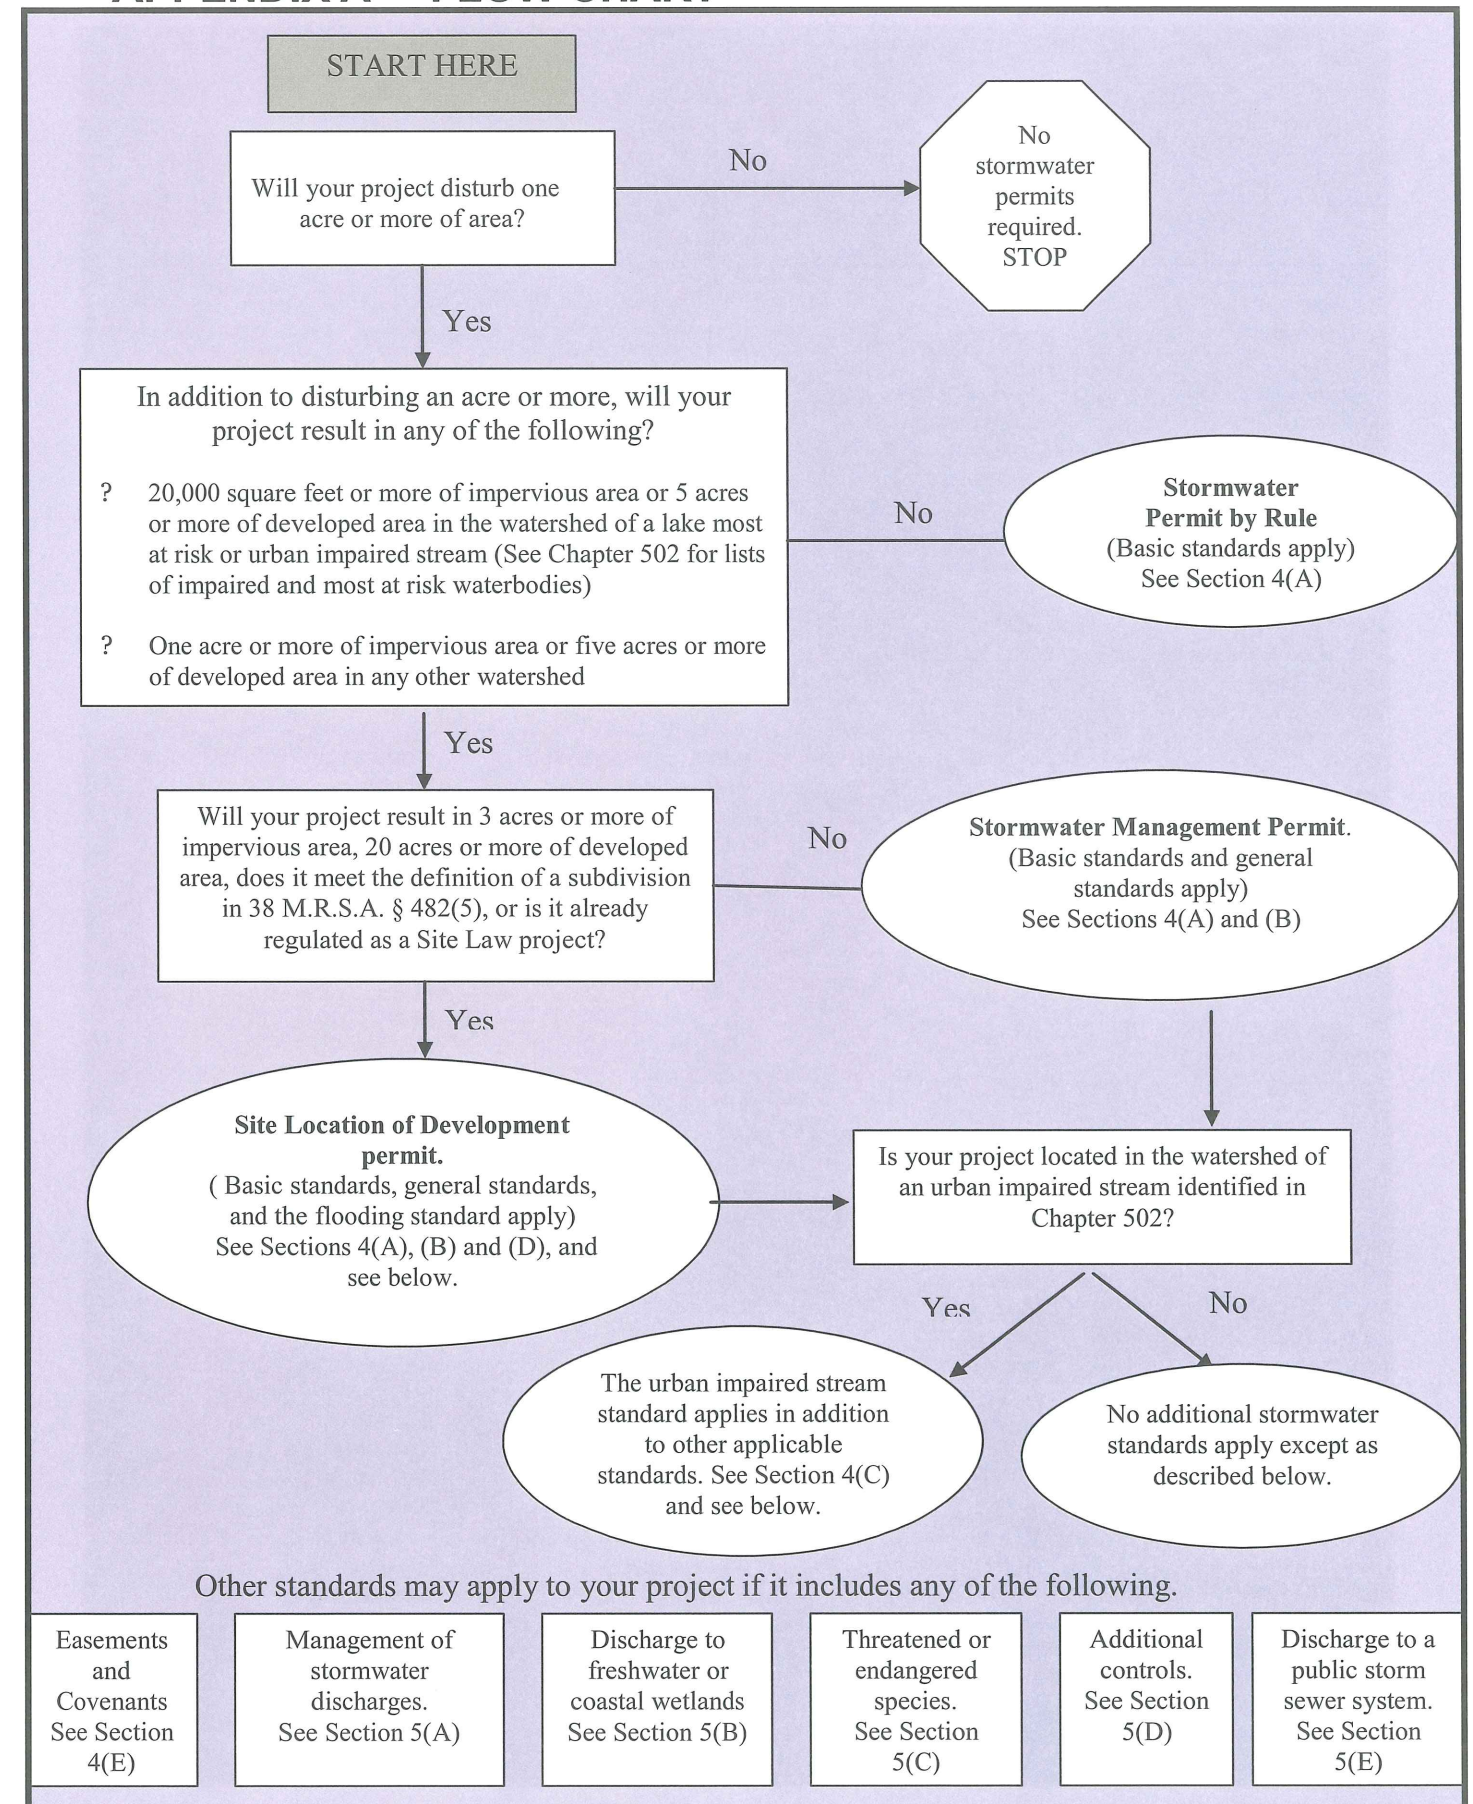 START HERE
Will your project disturb one
acre or more of area?
No
No
stormwater
permits
required.
STOP
Yes
In addition to disturbing an acre or more, will your
project result in any of the following?
? 20,000 square feet or more of impervious area or 5 acres
or more of developed area in the watershed of a lake most
at risk or urban impaired stream (See Chapter 502 for lists
of impaired and most at risk waterbodies)
? One acre or more of impervious area or five acres or more
of developed area in any other watershed
No
Stormwater
Permit by Rule
(Basic standards apply)
See Section 4(A)
Yes
Will your project result in 3 acres or more of
impervious area, 20 acres or more of developed
area, does it meet the definition of a subdivision
in 38 M.R.S.A. § 482(5), or is it already
regulated as a Site Law project?
No
Stormwater Management Permit.
(Basic standards and general
standards apply)
See Sections 4(A) and (B)
Yes
Site Location of Development
permit.
( Basic standards, general standards,
and the flooding standard apply)
See Sections 4(A), (B) and (D), and
see below.
Is your project located in the watershed of
an urban impaired stream identified in
Chapter 502?
Yes
No
The urban impaired stream
standard applies in addition
to other applicable
standards. See Section 4(C)
and see below.
No additional stormwater
standards apply except as
described below.
Other standards may apply to your project if it includes any of the following.
Easements
and
Covenants
See Section
4(E)
Management of
stormwater
discharges.
See Section 5(A)
Discharge to
freshwater or
coastal wetlands
See Section 5(B)
Threatened or
endangered
species.
See Section
5(C)
Additional
controls.
See Section
5(D)
Discharge to a
public storm
sewer system.
See Section
5(E)